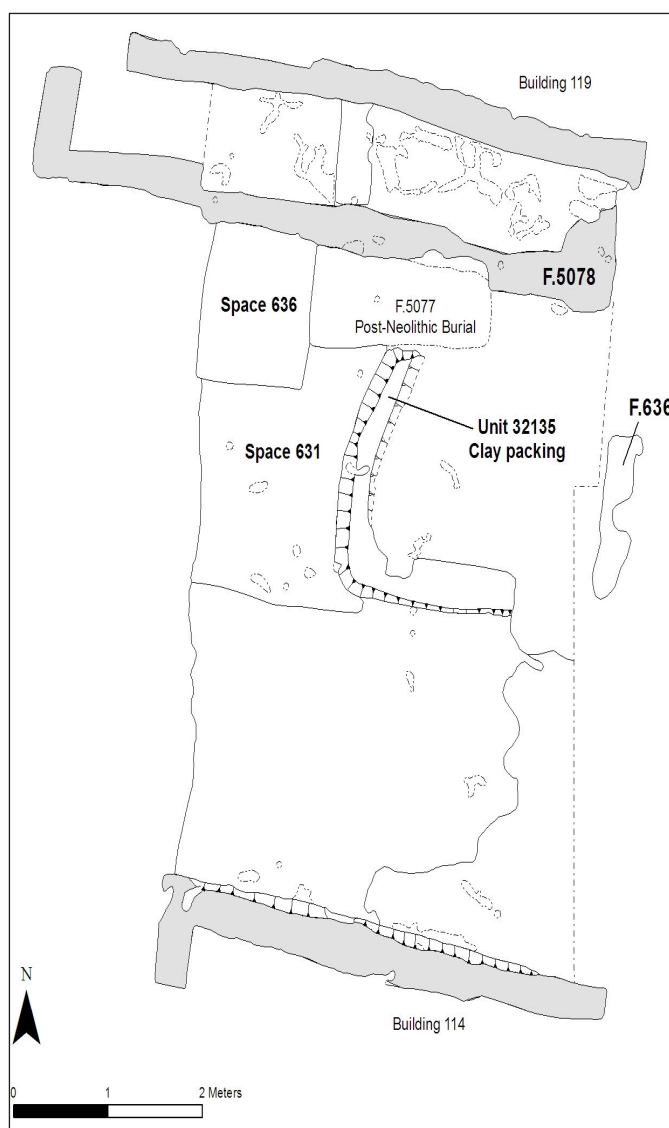 Building 119
F.5078
Space 636
F.5077
Post-Neolithic Burial
F.636
Unit 32135
Clay packing
Space 631
Building 114
N
0 1 2 Meters